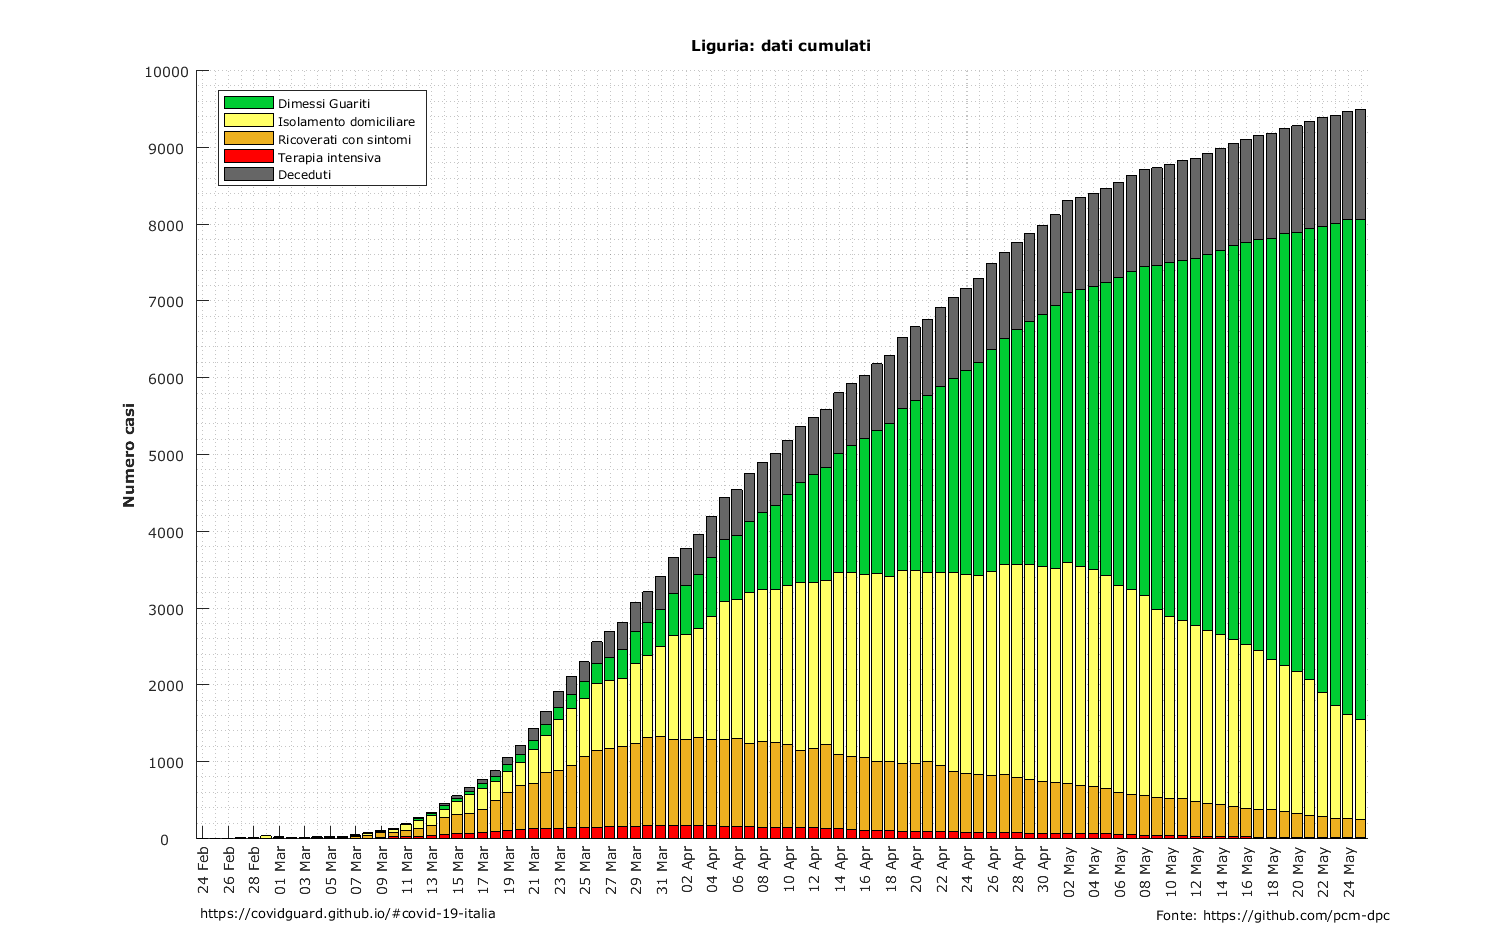 Liguria: dati cumulati
10000
9000
8000
7000
6000
5000
4000
3000
2000
1000
0
Numero casi
Dimessi Guariti
Isolamento domiciliare
Ricoverati con sintomi
Terapia intensiva
Deceduti
24 Feb
26 Feb
28 Feb
01 Mar
03 Mar
05 Mar
07 Mar
09 Mar
11 Mar
13 Mar
15 Mar
17 Mar
19 Mar
21 Mar
23 Mar
25 Mar
27 Mar
29 Mar
31 Mar
02 Apr
04 Apr
06 Apr
08 Apr
10 Apr
12 Apr
14 Apr
16 Apr
18 Apr
20 Apr
22 Apr
24 Apr
26 Apr
28 Apr
30 Apr
02 May
04 May
06 May
08 May
10 May
12 May
14 May
16 May
18 May
20 May
22 May
24 May
https://covidguard.github.io/#covid-19-italia
Fonte: https://github.com/pcm-dpc